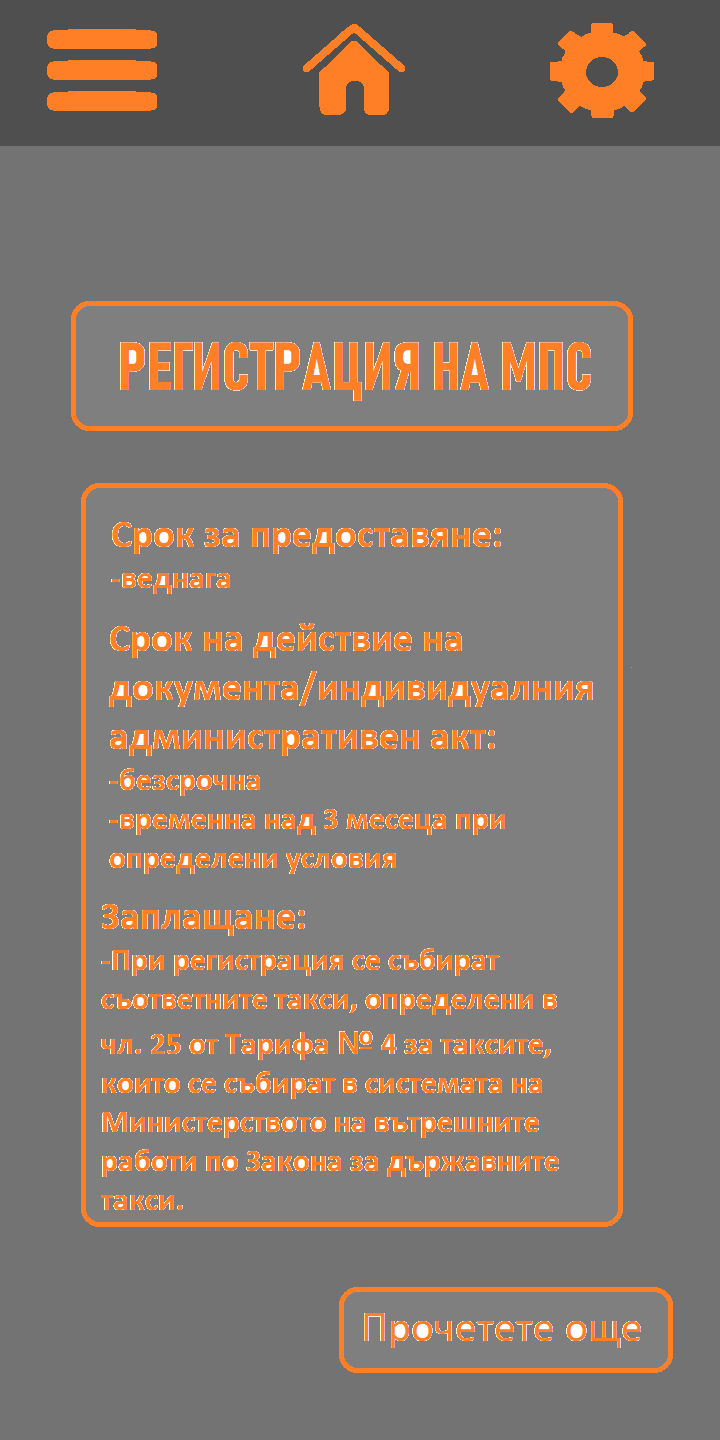 РЕГИСТРАЦИЯ НА МПС
Срок за предоставяне:
-веднага
Срок на действие на
документа/индивидуалния
административен акт:
-безсрочна
-временна над 3 месеца при
определени условия
Заплащане:
-При регистрация се събират
съответните такси, определени в
чл. 25 от Тарифа № 4 за таксите,
които се събират в системата на
Министерството на вътрешните
работи по Закона за държавните
такси.
Прочетете още